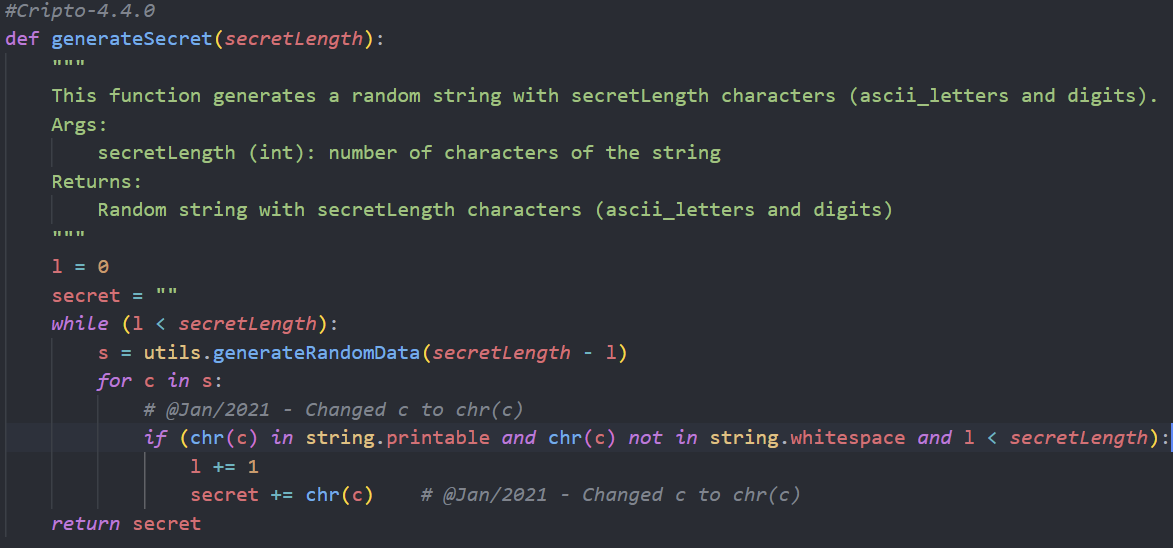 #Cripto-4.4.0
def generateSecret(secretLength):
    """
    This function generates a random string with secretLength characters (ascii_letters and digits).
    Args:
        secretLength (int): number of characters of the string
    Returns:
        Random string with secretLength characters (ascii_letters and digits)
    """
    l = 0
    secret = ""
    while (l < secretLength):
        s = utils.generateRandomData(secretLength - l)
        for c in s:
            # @Jan/2021 - Changed c to chr(c)
            if (chr(c) in string.printable and chr(c) not in string.whitespace and l < secretLength):
                l += 1
                secret += chr(c)    # @Jan/2021 - Changed c to chr(c)
    return secret